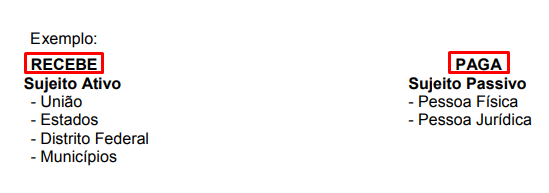 Exemplo:
RECEBE
Sujeito Ativo
- União
- Estados
- Distrito Federal
- Municípios
PAGA
Sujeito Passivo
- Pessoa Física
- Pessoa Jurídica